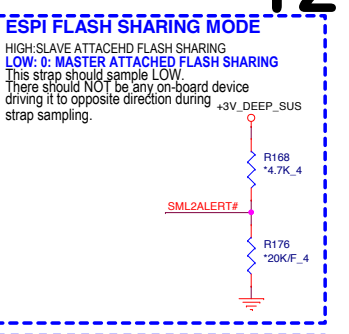 ESPI FLASH SHARING MODE
HIGH:SLAVE ATTACEHD FLASH SHARING
LOW: 0: MASTER ATTACHED FLASH SHARING
This strap should sample LOW.
There should NOT be any on-board device
driving it to opposite direction during
strap sampling.
+3V_DEEP_SUS
R168
*4.7K_4
SML2ALERT#
R176
*20K/F_4